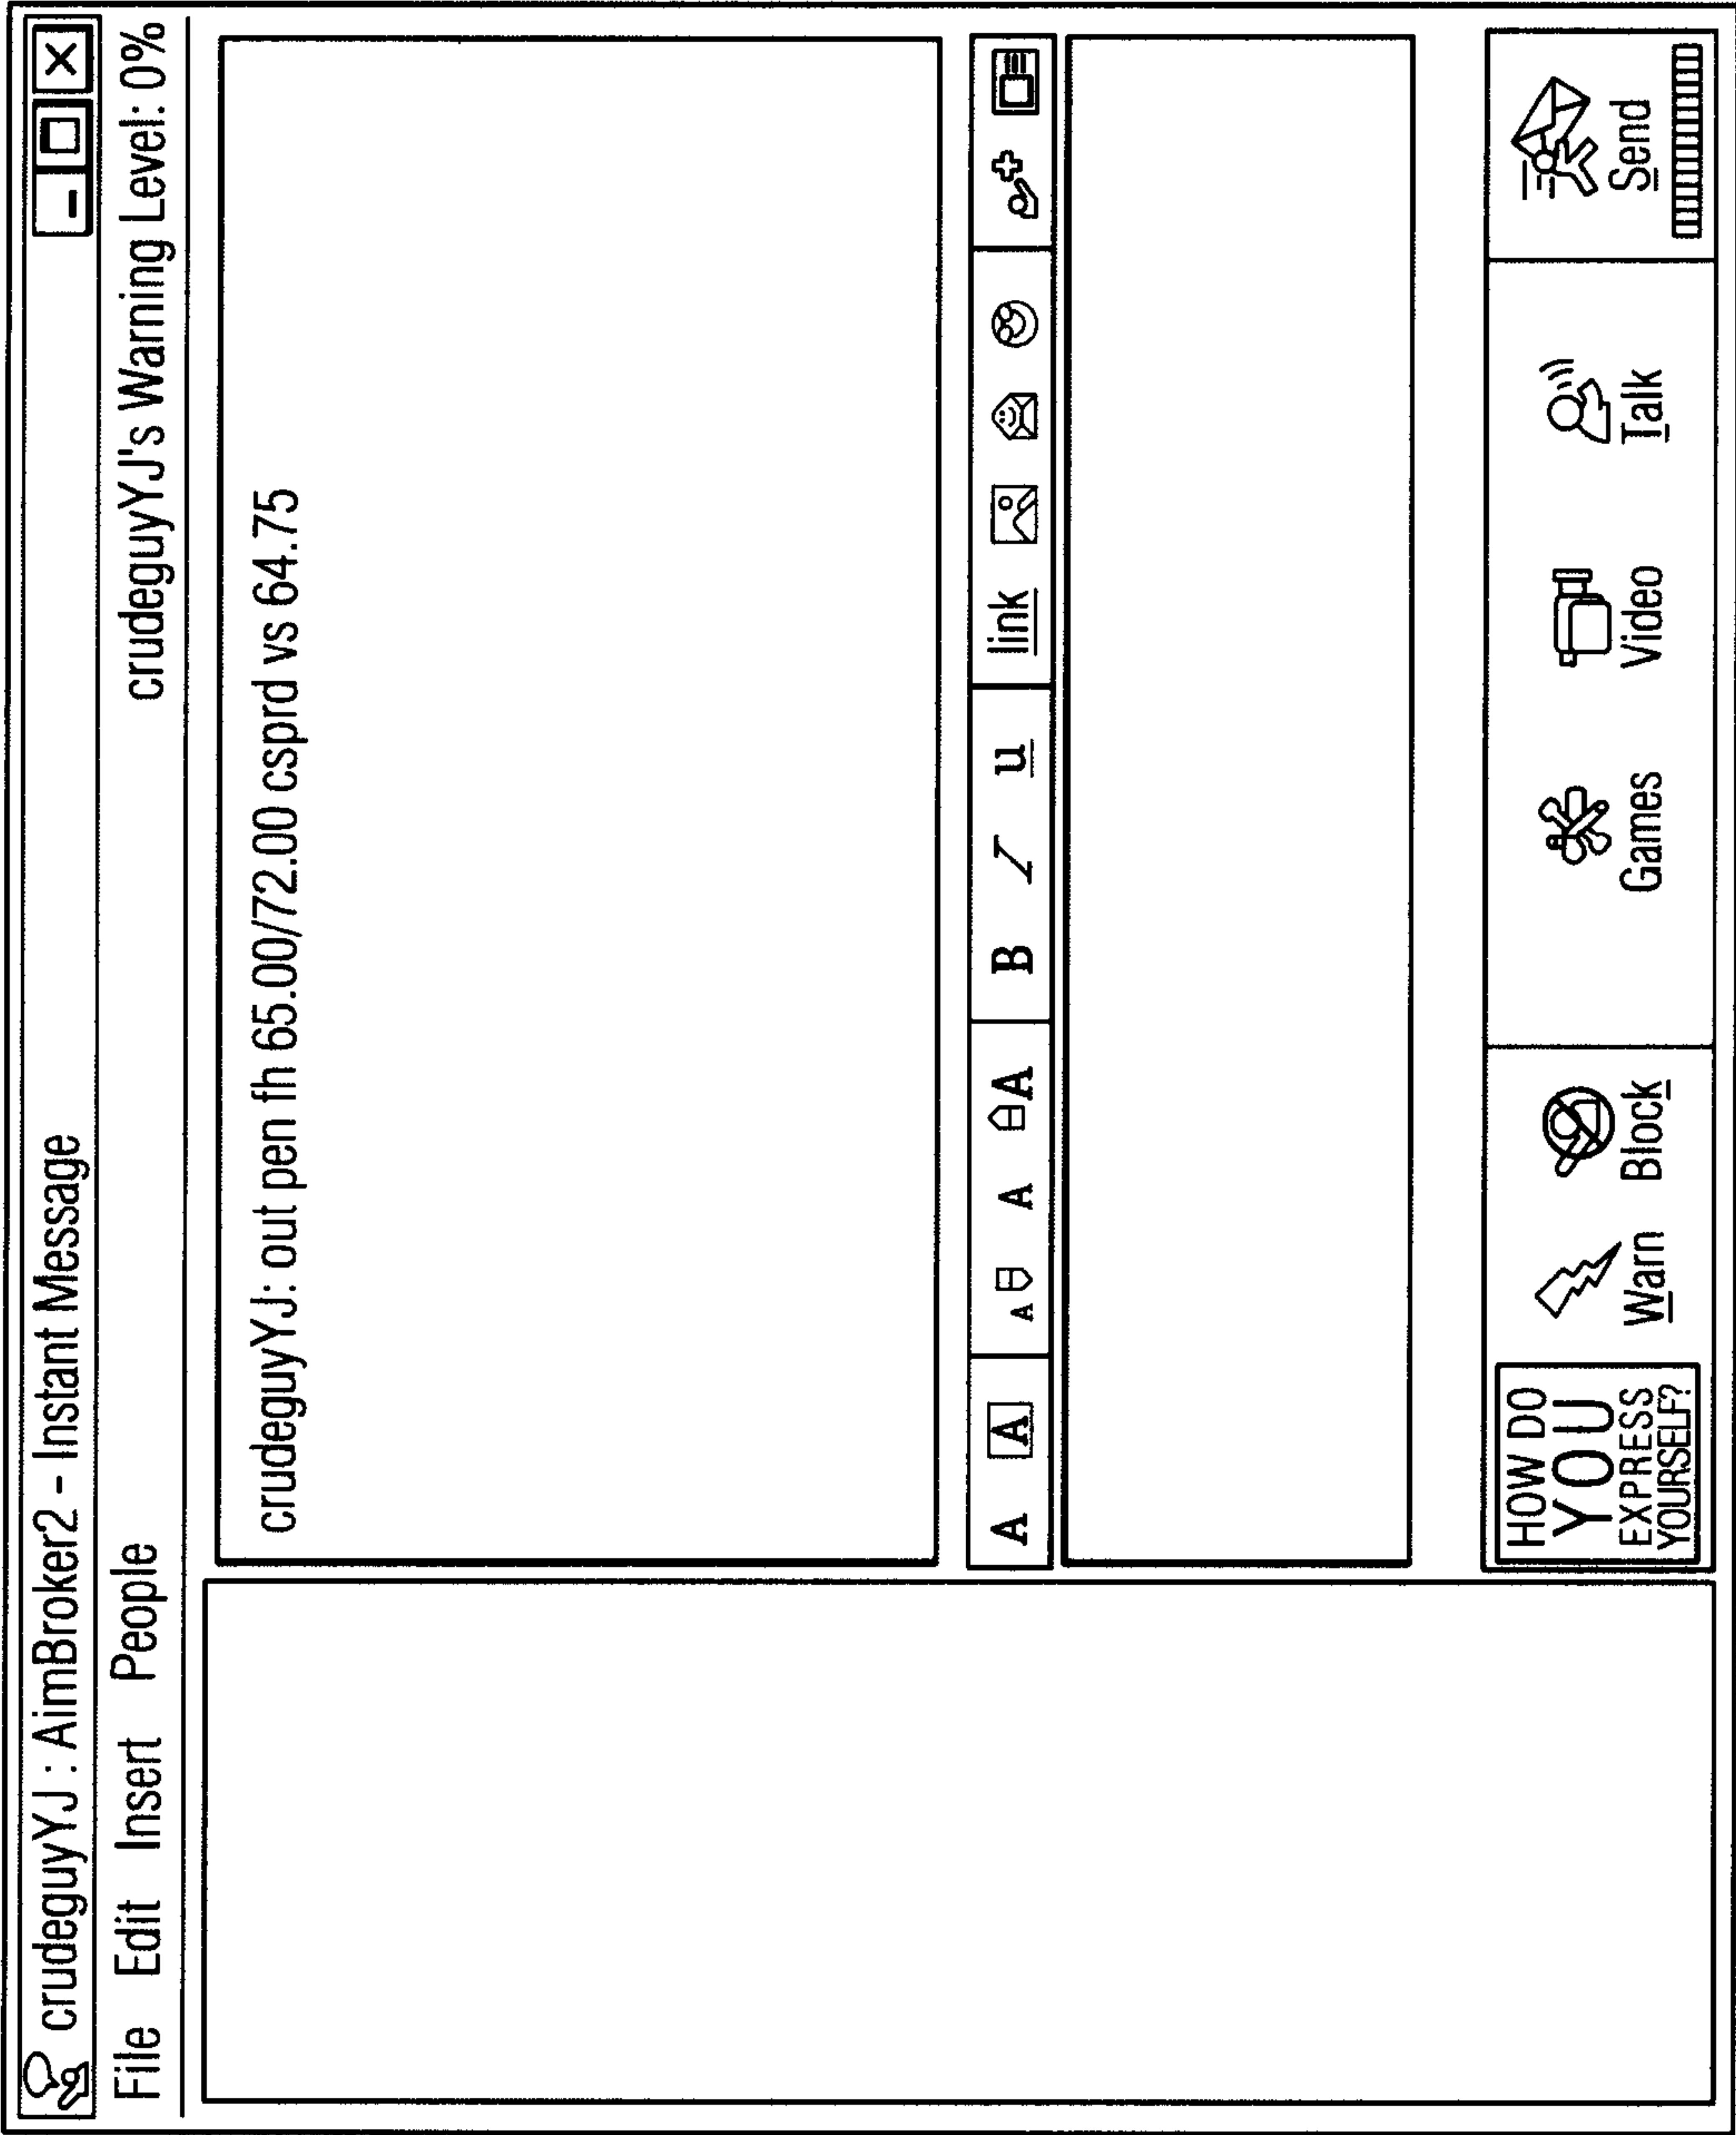 crudeguyYJ : AimBroker2 - Instant Message
File Edit Insert People
crudeguyYJ's Warning Level: 0%
crudeguyYJ: out pen fh 65.00/72.00 csprd vs 64.75
A A A A A B I u link
HOW DO
YOU
EXPRESS
YOURSELF?
Warn Block Games Video Talk Send